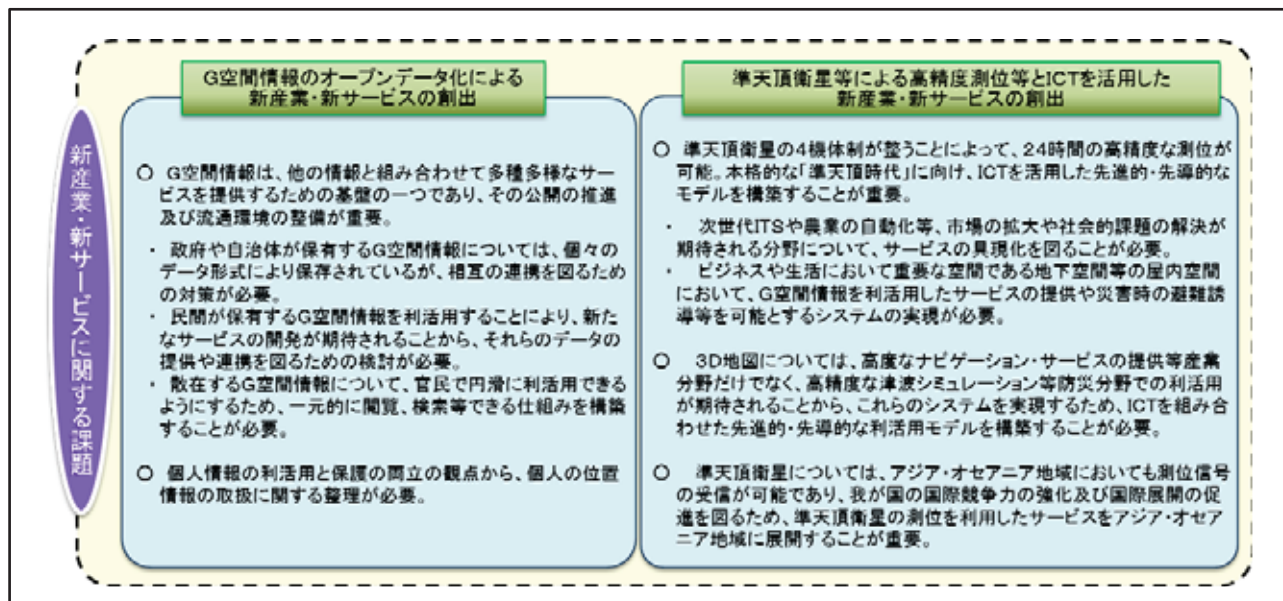 新産業・新サービスに関する課題
G空間情報のオープンデータ化による
新産業・新サービスの創出
○ G空間情報は、他の情報と組み合わせて多種多様なサ
ービスを提供するための基盤の一つであり、その公開の推進
及び流通環境の整備が重要。
・ 政府や自治体が保有するG空間情報については、個々の
データ形式により保存されているが、相互の連携を図るため
の対策が必要。
・ 民間が保有するG空間情報を利活用することにより、新た
なサービスの開発が期待されることから、それらのデータの
提供や連携を図るための検討が必要。
・ 散在するG空間情報について、官民で円滑に利活用できる
ようにするため、一元的に閲覧、検索等できる仕組みを構築
することが必要。
○ 個人情報の利活用と保護の両立の観点から、個人の位置
情報の取扱に関する整理が必要。
準天頂衛星等による高精度測位等とICTを活用した
新産業・新サービスの創出
○ 準天頂衛星の4機体制が整うことによって、24時間の高精度な測位が
可能。本格的な「準天頂時代」に向け、ICTを活用した先進的・先導的な
モデルを構築することが重要。
・ 次世代ITSや農業の自動化等、市場の拡大や社会的課題の解決が
期待される分野について、サービスの具現化を図ることが必要。
・ ビジネスや生活において重要な空間である地下空間等の屋内空間
において、G空間情報を利活用したサービスの提供や災害時の避難誘
導等を可能とするシステムの実現が必要。
○ 3D地図については、高度なナビゲーション・サービスの提供等産業
分野だけでなく、高精度な津波シミュレーション等防災分野での利活用
が期待されることから、これらのシステムを実現するため、ICTを組み合
わせた先進的・先導的な利活用モデルを構築することが必要。
○ 準天頂衛星については、アジア・オセアニア地域においても測位信号
の受信が可能であり、我が国の国際競争力の強化及び国際展開の促
進を図るため、準天頂衛星の測位を利用したサービスをアジア・オセア
ニア地域に展開することが重要。